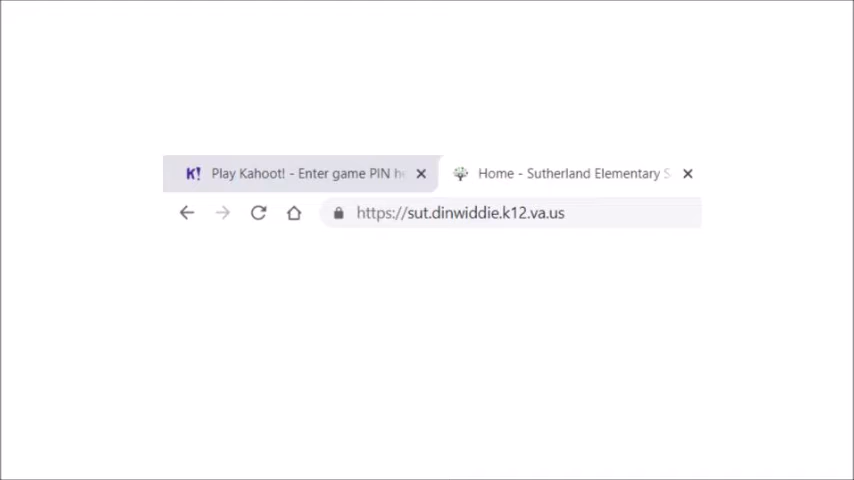 K! Play Kahoot! - Enter game PIN Home - Sutherland Elementary
https://sut.dinwiddie.k12.va.us